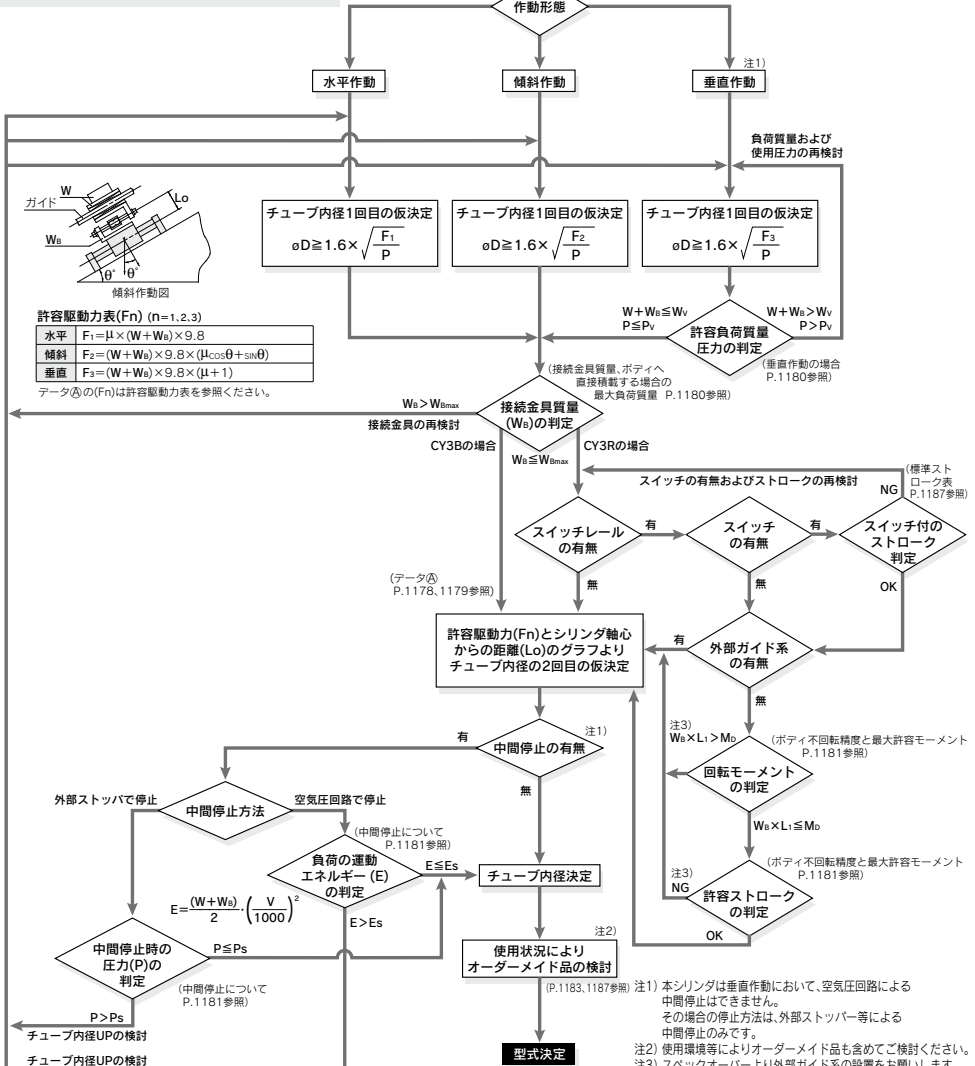 作動形態
水平作動
傾斜作動
注1)
垂直作動
負荷質量および
使用圧力の再検討
W
ガイド
Lo
WB
θ°
θ°
傾斜作動図
チューブ内径1回目の仮決定
øD≧1.6×√F1/P
チューブ内径1回目の仮決定
øD≧1.6×√F2/P
チューブ内径1回目の仮決定
øD≧1.6×√F3/P
許容駆動力表(Fn) (n=1,2,3)
水平 F1=μ×(W+WB)×9.8
傾斜 F2=(W+WB)×9.8×(μCOSθ+SINθ)
垂直 F3=(W+WB)×9.8×(μ+1)
データⒶの(Fn)は許容駆動力表を参照ください。
W+WB≦WV
P≦PV
W+WB>WV
P>PV
許容負荷質量
圧力の判定
(垂直作動の場合
P.1180参照)
(接続金具質量、ボディへ
直接積載する場合の
最大負荷質量 P.1180参照)
WB>WBmax
接続金具の再検討
接続金具質量
(WB)の判定
CY3Bの場合
CY3Rの場合
WB≦WBmax
スイッチの有無およびストロークの再検討
NG
(標準スト
ローク表
P.1187参照)
スイッチレール
の有無
有
スイッチ
の有無
有
スイッチ付の
ストローク
判定
(データⒶ
P.1178、1179参照)
無
無
OK
許容駆動力(Fn)とシリンダ軸心
からの距離(Lo)のグラフより
チューブ内径の2回目の仮決定
有
外部ガイド系
の有無
無
注3)
WB×L1>MD
(ボディ不回転精度と最大許容モーメント
P.1181参照)
回転モーメント
の判定
WB×L1≦MD
有
中間停止の有無
注1)
無
外部ストッパで停止
中間停止方法
空気圧回路で停止
(中間停止について
P.1181参照)
負荷の運動
エネルギー(E)
の判定
E≦Es
チューブ内径決定
注3)
NG
許容ストローク
の判定
(ボディ不回転精度と最大許容モーメント
P.1181参照)
OK
E=(W+WB)/2·(V/1000)²
E>Es
中間停止時の
圧力(P)の
判定
P≦Ps
(中間停止について
P.1181参照)
注2)
使用状況により
オーダーメイド品の検討
(P.1183、1187参照)
P>Ps
チューブ内径UPの検討
チューブ内径UPの検討
型式決定
注1) 本シリンダは垂直作動において、空気圧回路による
中間停止はできません。
その場合の停止方法は、外部ストッパー等による
中間停止のみです。
注2) 使用環境等によりオーダーメイド品も含めてご検討ください。
注3) スペックオーバーより外部ガイド系の設置をお願いします。